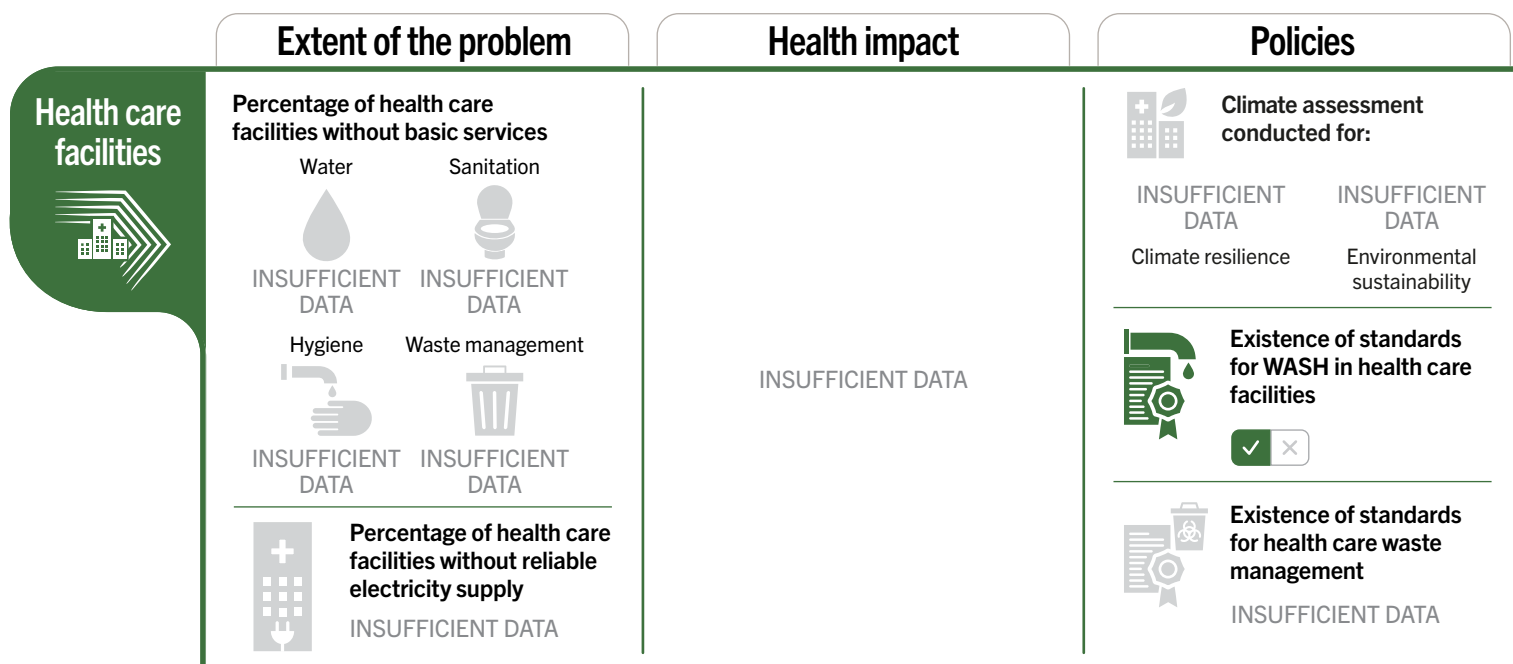 Extent of the problem
Health impact
Policies
Health care
facilities
Percentage of health care
facilities without basic services
Water
Sanitation
INSUFFICIENT
DATA
INSUFFICIENT
DATA
Hygiene
Waste management
INSUFFICIENT
DATA
INSUFFICIENT
DATA
Percentage of health care
facilities without reliable
electricity supply
INSUFFICIENT DATA
INSUFFICIENT DATA
Climate assessment
conducted for:
INSUFFICIENT
DATA
Climate resilience
INSUFFICIENT
DATA
Environmental
sustainability
Existence of standards
for WASH in health care
facilities
Existence of standards
for health care waste
management
INSUFFICIENT DATA